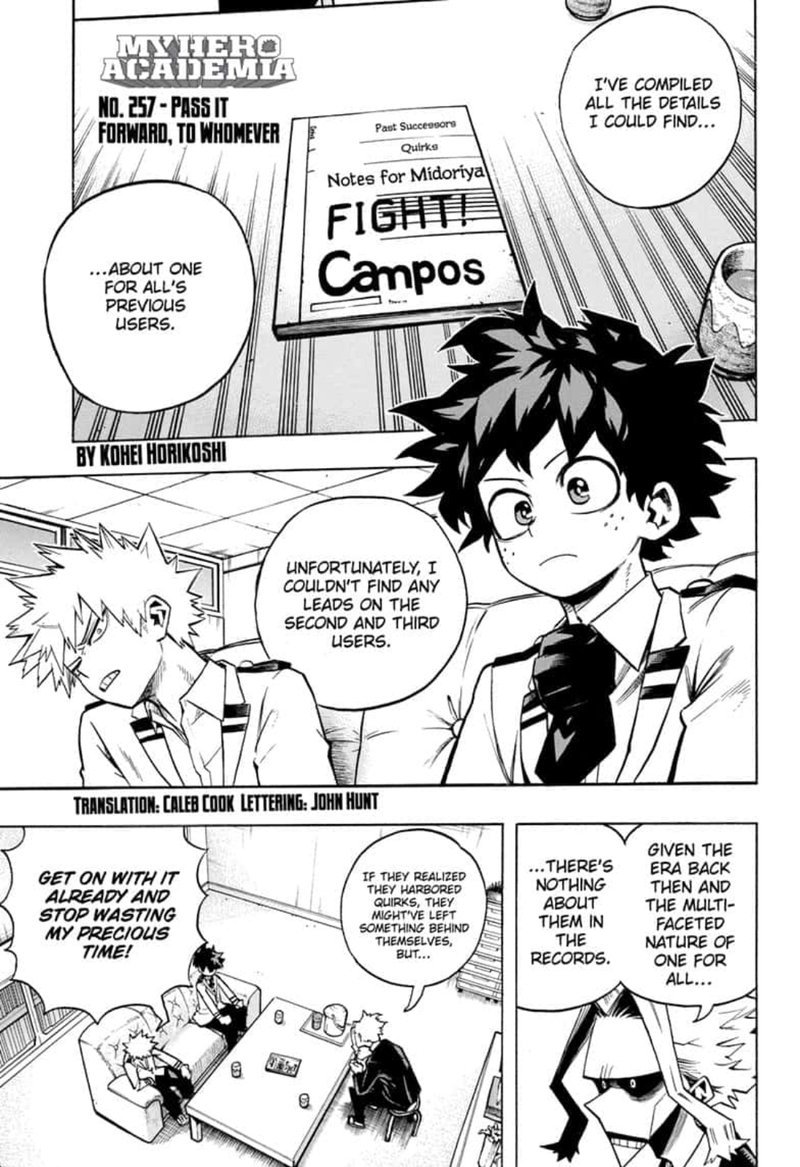 MY HERO
ACADEMIA
NO. 257 - PASS IT
FORWARD, TO WHOMEVER
I'VE COMPILED
ALL THE DETAILS
I COULD FIND...
Past Successors
Quirks
Notes for Midoriya
FIGHT!
Campos
...ABOUT ONE
FOR ALL'S
PREVIOUS
USERS.
BY KOHEI HORIKOSHI
UNFORTUNATELY, I
COULDN'T FIND ANY
LEADS ON THE
SECOND AND THIRD
USERS.
TRANSLATION: CALEB COOK LETTERING: JOHN HUNT
GIVEN THE
ERA BACK
THEN AND
THE MULTI-
FACETED
NATURE OF
ONE FOR
ALL...
...THERE'S
NOTHING
ABOUT
THEM IN
THE
RECORDS.
IF THEY REALIZED
THEY HARBORED
QUIRKS, THEY
MIGHT'VE LEFT
SOMETHING BEHIND
THEMSELVES,
BUT...
GET ON WITH IT
ALREADY AND
STOP WASTING
MY PRECIOUS
TIME!